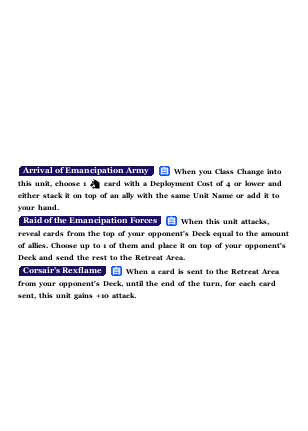 Arrival of Emancipation Army When you Class Change into
this unit, choose 1 card with a Deployment Cost of 4 or lower and
either stack it on top of an ally with the same Unit Name or add it to
your hand.
Raid of the Emancipation Forces When this unit attacks,
reveal cards from the top of your opponent's Deck equal to the amount
of allies. Choose up to 1 of them and place it on top of your opponent's
Deck and send the rest to the Retreat Area.
Corsair's Rexflame When a card is sent to the Retreat Area
from your opponent's Deck, until the end of the turn, for each card
sent, this unit gains +10 attack.